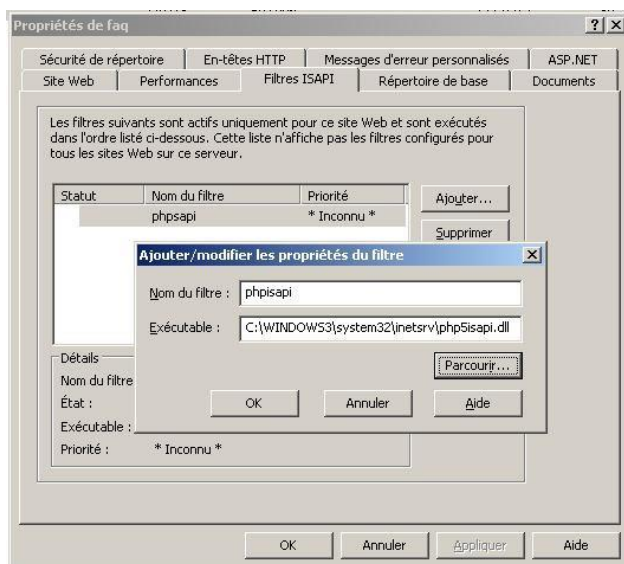 Propriétés de faq
Sécurité de répertoire
En-têtes HTTP
Messages d'erreur personnalisés
ASP.NET
Site Web
Performances
Filtres ISAPI
Répertoire de base
Documents
Les filtres suivants sont actifs uniquement pour ce site Web et sont exécutés
dans l'ordre listé ci-dessous. Cette liste n'affiche pas les filtres configurés pour
tous les sites Web sur ce serveur.
Statut
Nom du filtre
Priorité
Ajouter...
phpsapi
* Inconnu *
Supprimer
Ajouter/modifier les propriétés du filtre
Nom du filtre :
phpisapi
Exécutable :
C:\WINDOWS3\system32\inetsrv\php5isapi.dll
Parcourir...
OK
Annuler
Aide
Détails
Nom du filtre
État :
Exécutable :
Priorité :
* Inconnu *
OK
Annuler
Appliquer
Aide